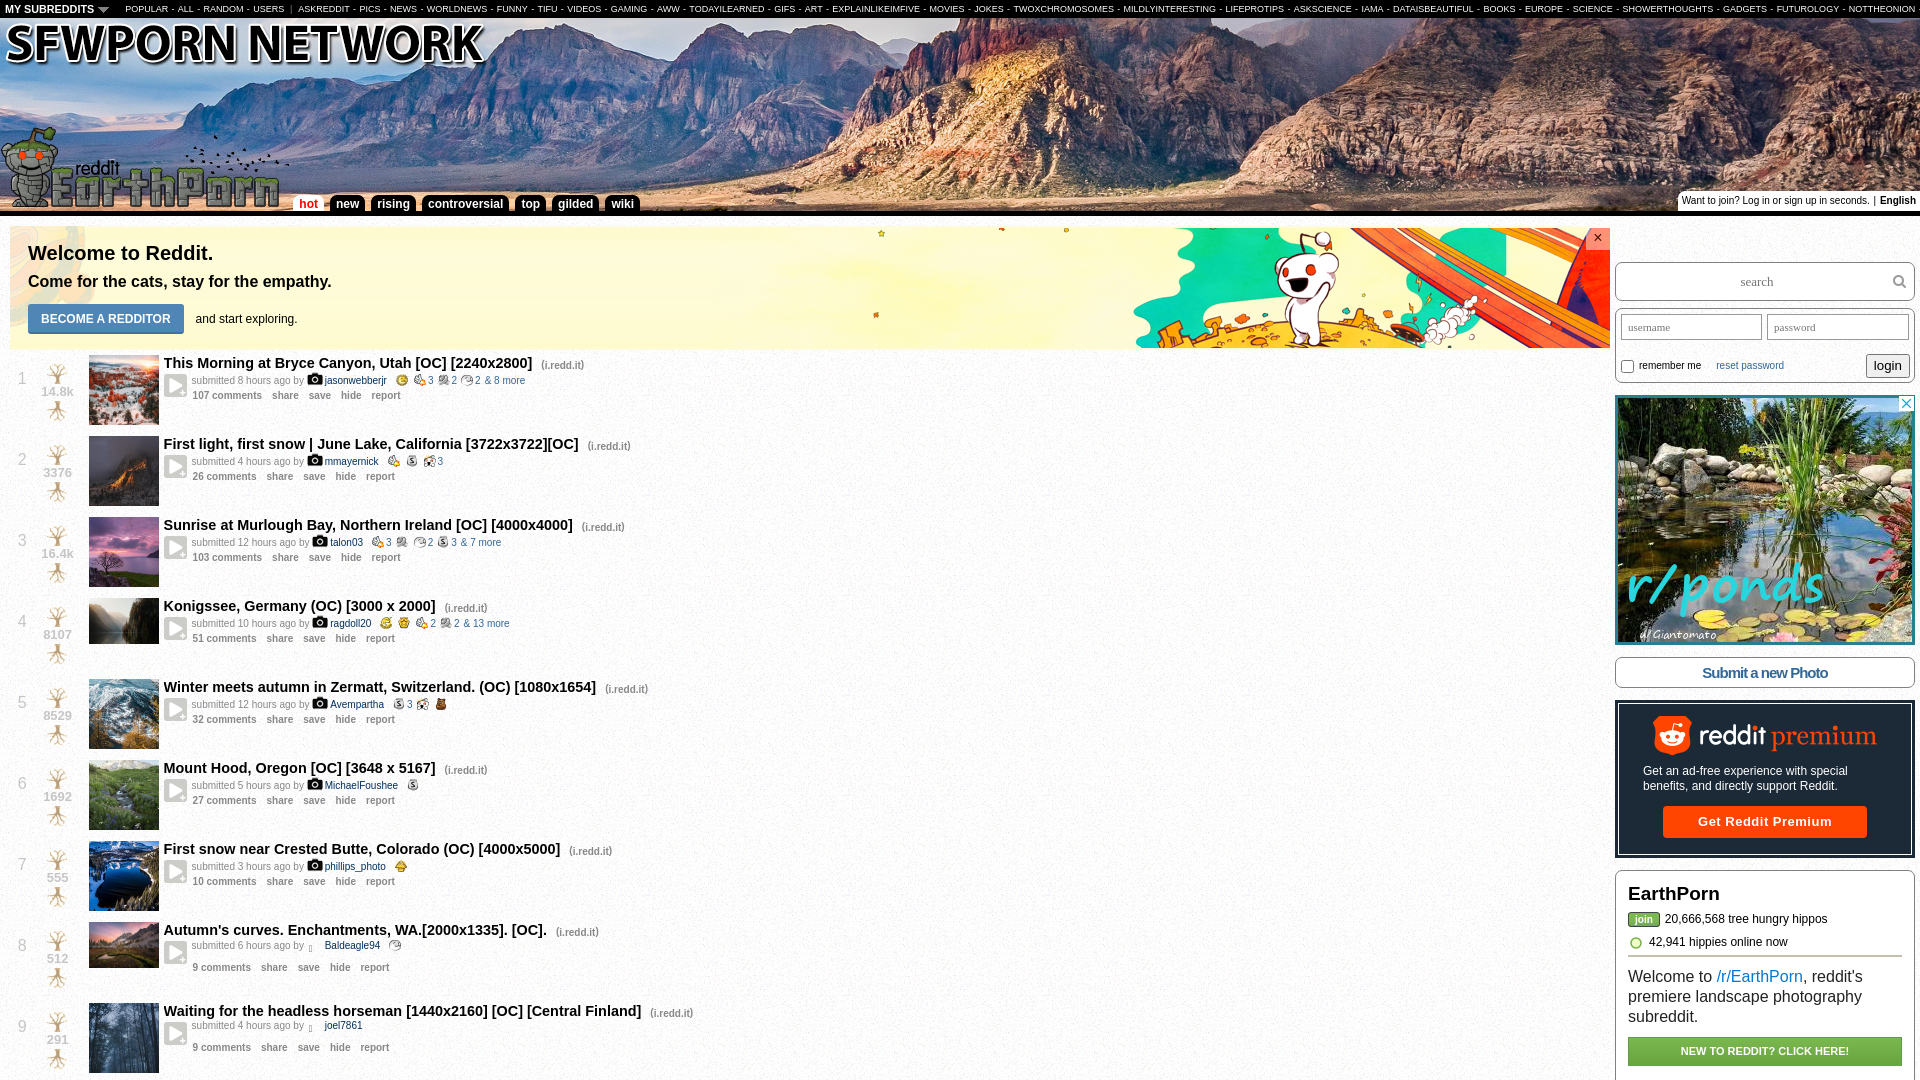 MY SUBREDDITS POPULAR - ALL - RANDOM - USERS | ASKREDDIT - PICS - NEWS - WORLDNEWS - FUNNY - TIFU - VIDEOS - GAMING - AWW - TODAYILEARNED - GIFS - ART - EXPLAINLIKEIMFIVE - MOVIES - JOKES - TWOXCHROMOSOMES - MILDLYINTERESTING - LIFEPROTIPS - ASKSCIENCE - IAMA - DATAISBEAUTIFUL - BOOKS - EUROPE - SCIENCE - SHOWERTHOUGHTS - GADGETS - FUTUROLOGY - NOTTHEONION
SFWPORN NETWORK
reddit
EarthPorn
hot new rising controversial top gilded wiki
Want to join? Log in or sign up in seconds. | English
Welcome to Reddit.
Come for the cats, stay for the empathy.
BECOME A REDDITOR and start exploring.
×
1
14.8k
This Morning at Bryce Canyon, Utah [OC] [2240x2800] (i.redd.it)
submitted 8 hours ago by jasonwebberjr 3 2 2 & 8 more
107 comments share save hide report
2
3376
First light, first snow | June Lake, California [3722x3722][OC] (i.redd.it)
submitted 4 hours ago by mmayernick 3
26 comments share save hide report
3
16.4k
Sunrise at Murlough Bay, Northern Ireland [OC] [4000x4000] (i.redd.it)
submitted 12 hours ago by talon03 3 2 3 & 7 more
103 comments share save hide report
4
8107
Konigssee, Germany (OC) [3000 x 2000] (i.redd.it)
submitted 10 hours ago by ragdoll20 2 2 & 13 more
51 comments share save hide report
5
8529
Winter meets autumn in Zermatt, Switzerland. (OC) [1080x1654] (i.redd.it)
submitted 12 hours ago by Avempartha 3
32 comments share save hide report
6
1692
Mount Hood, Oregon [OC] [3648 x 5167] (i.redd.it)
submitted 5 hours ago by MichaelFoushee
27 comments share save hide report
7
555
First snow near Crested Butte, Colorado (OC) [4000x5000] (i.redd.it)
submitted 3 hours ago by phillips_photo
10 comments share save hide report
8
512
Autumn's curves. Enchantments, WA.[2000x1335]. [OC]. (i.redd.it)
submitted 6 hours ago by Baldeagle94
9 comments share save hide report
9
291
Waiting for the headless horseman [1440x2160] [OC] [Central Finland] (i.redd.it)
submitted 4 hours ago by joel7861
9 comments share save hide report
search
username password
remember me reset password login
r/ponds
u/Giantomato
Submit a new Photo
reddit premium
Get an ad-free experience with special
benefits, and directly support Reddit.
Get Reddit Premium
EarthPorn
join 20,666,568 tree hungry hippos
42,941 hippies online now
Welcome to /r/EarthPorn, reddit's
premiere landscape photography
subreddit.
NEW TO REDDIT? CLICK HERE!